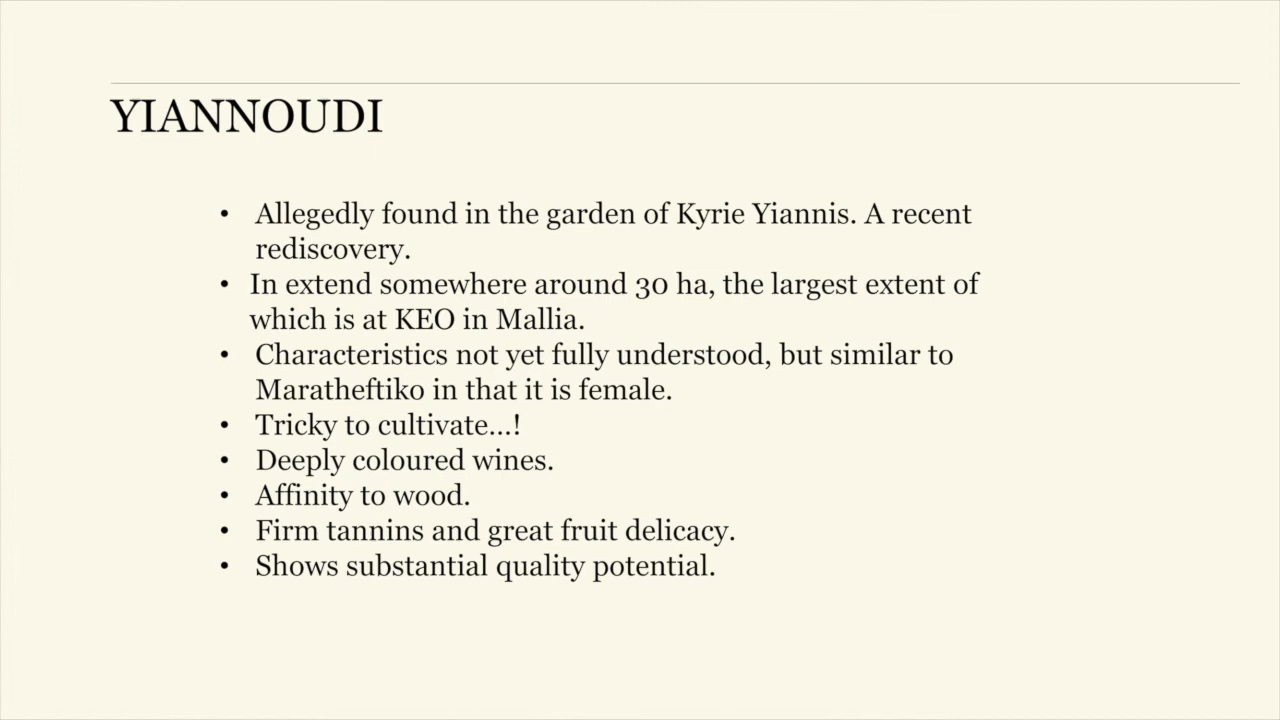 YIANNOUDI
• Allegedly found in the garden of Kyrie Yiannis. A recent
rediscovery.
• In extend somewhere around 30 ha, the largest extent of
which is at KEO in Mallia.
• Characteristics not yet fully understood, but similar to
Maratheftiko in that it is female.
• Tricky to cultivate...!
• Deeply coloured wines.
• Affinity to wood.
• Firm tannins and great fruit delicacy.
• Shows substantial quality potential.